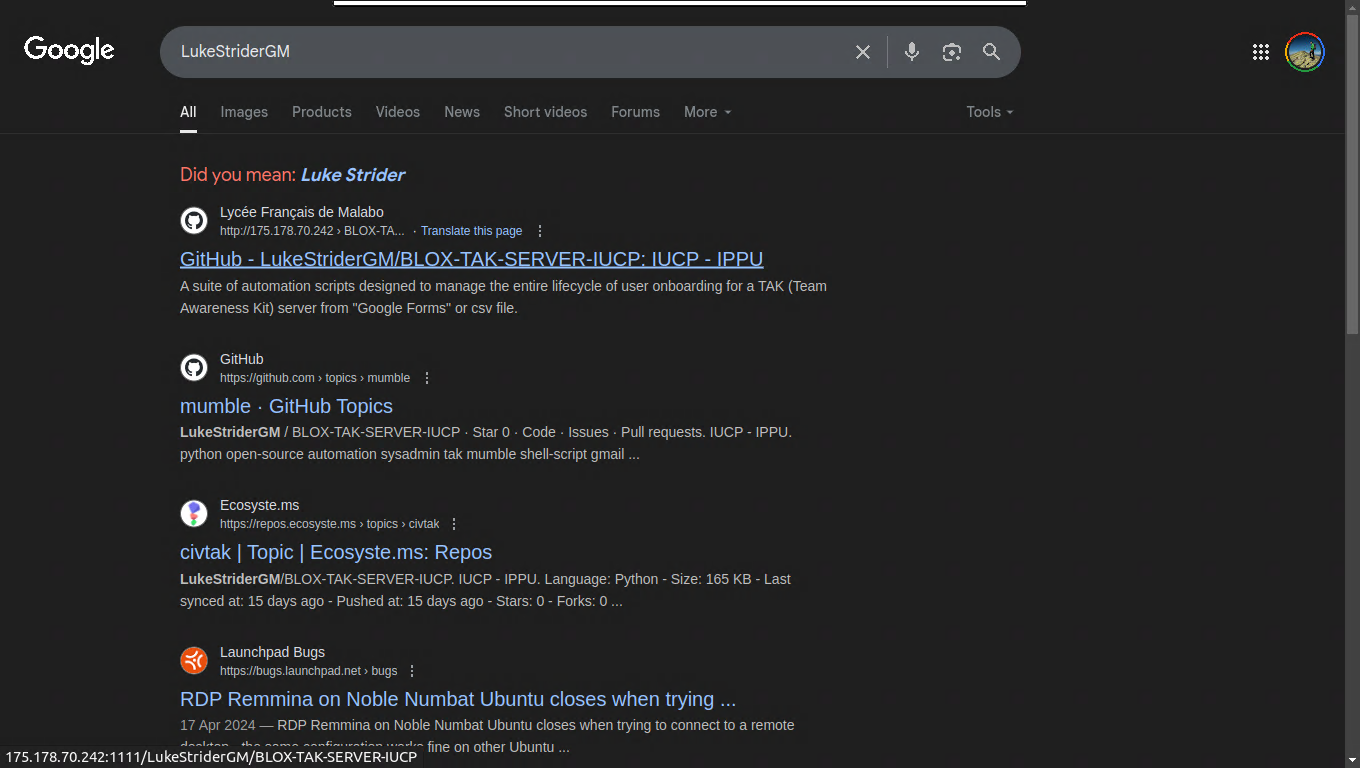 Google
LukeStriderGM
All Images Products Videos News Short videos Forums More Tools
Did you mean: Luke Strider
Lycée Français de Malabo
http://175.178.70.242 › BLOX-TA... · Translate this page
GitHub - LukeStriderGM/BLOX-TAK-SERVER-IUCP: IUCP - IPPU
A suite of automation scripts designed to manage the entire lifecycle of user onboarding for a TAK (Team
Awareness Kit) server from "Google Forms" or csv file.
GitHub
https://github.com › topics › mumble
mumble · GitHub Topics
LukeStriderGM / BLOX-TAK-SERVER-IUCP · Star 0 · Code · Issues · Pull requests. IUCP - IPPU.
python open-source automation sysadmin tak mumble shell-script gmail ...
Ecosyste.ms
https://repos.ecosyste.ms › topics › civtak
civtak | Topic | Ecosyste.ms: Repos
LukeStriderGM/BLOX-TAK-SERVER-IUCP. IUCP - IPPU. Language: Python - Size: 165 KB - Last
synced at: 15 days ago - Pushed at: 15 days ago - Stars: 0 - Forks: 0 ...
Launchpad Bugs
https://bugs.launchpad.net › bugs
RDP Remmina on Noble Numbat Ubuntu closes when trying ...
17 Apr 2024 — RDP Remmina on Noble Numbat Ubuntu closes when trying to connect to a remote
desktop - the same configuration works fine on other Ubuntu ...
175.178.70.242:1111/LukeStriderGM/BLOX-TAK-SERVER-IUCP